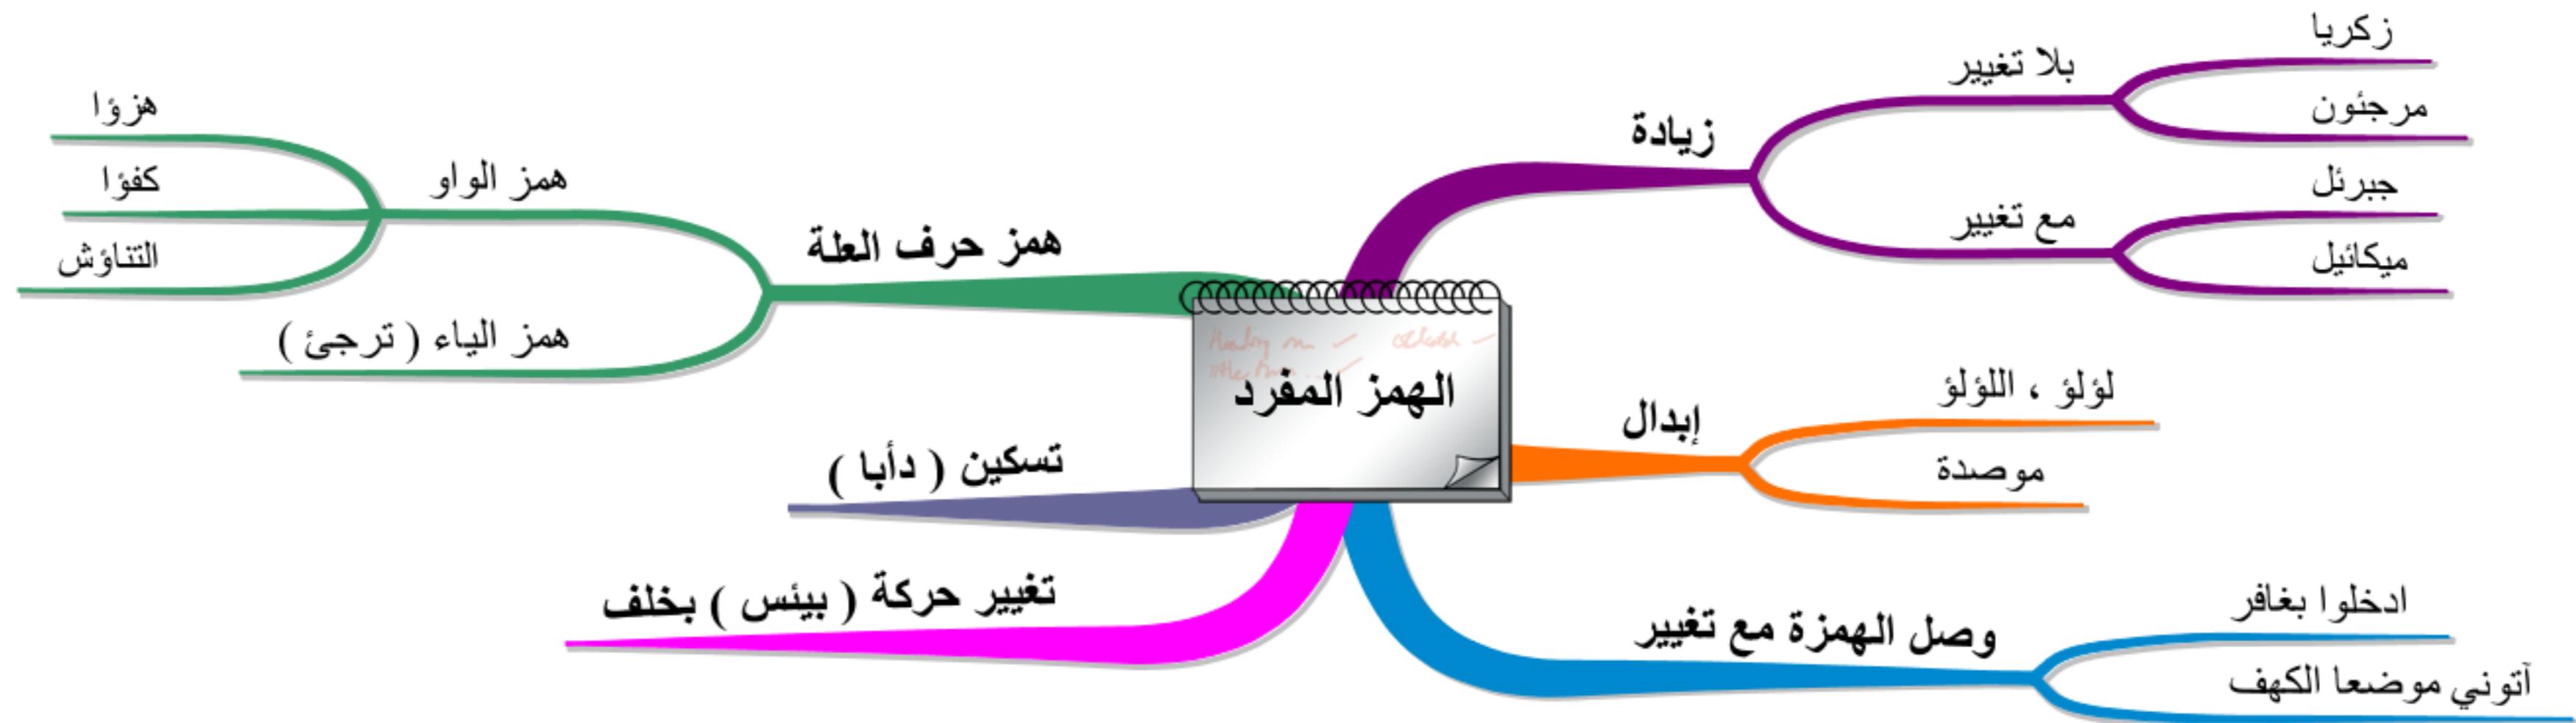 الهمز المفرد
زيادة
بلا تغيير
زكريا
مرجئون
مع تغيير
جبرئل
ميكائيل
إبدال
لؤلؤ ، اللؤلؤ
موصدة
وصل الهمزة مع تغيير
ادخلوا بغافر
آتوني موضعا الكهف
همز حرف العلة
همز الواو
هزؤا
كفؤا
التناؤش
همز الياء ( ترجئ )
تسكين ( دأبا )
تغيير حركة ( بيئس ) بخلف